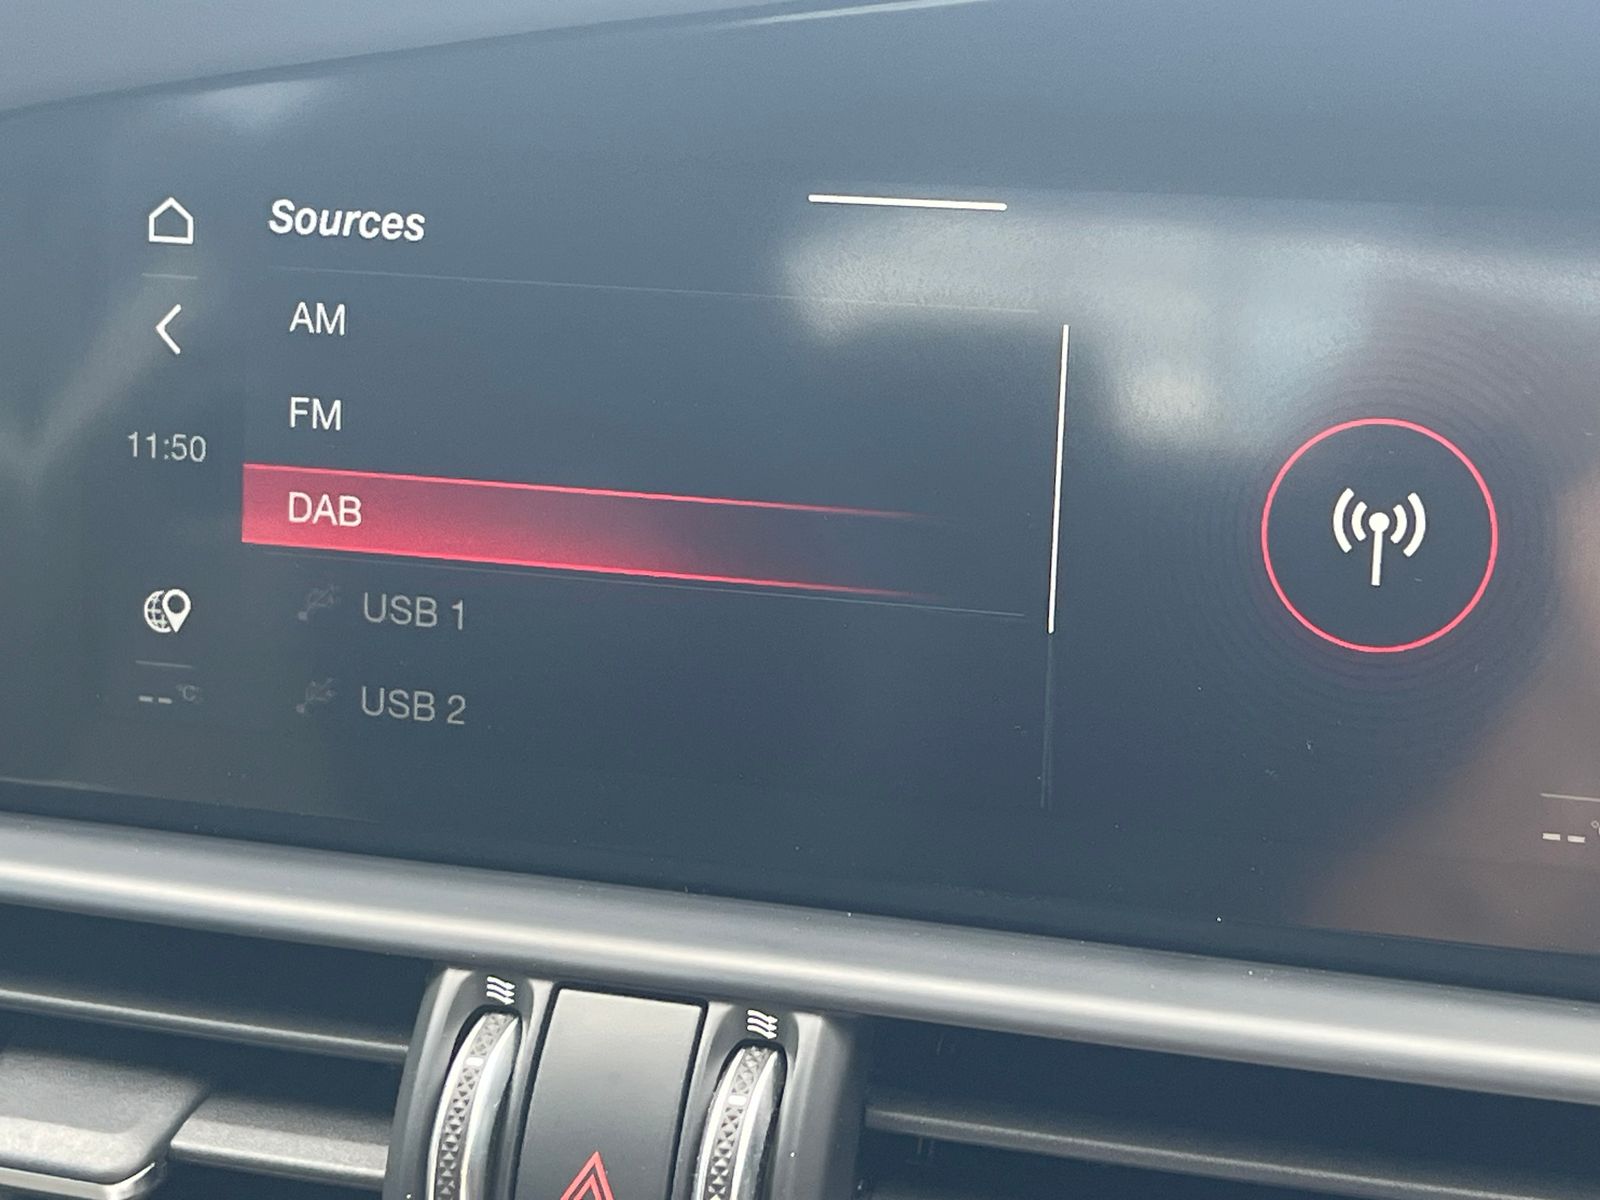 Sources
AM
FM
11:50
DAB
USB 1
USB 2
--°C
--°C